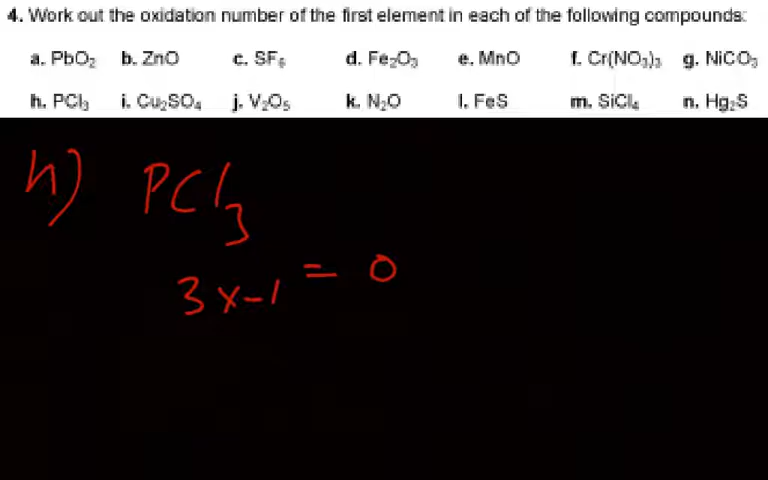 4. Work out the oxidation number of the first element in each of the following compounds:
a. PbO₂ b. ZnO c. SF₆ d. Fe₂O₃ e. MnO f. Cr(NO₃)₃ g. NiCO₃
h. PCl₃ i. Cu₂SO₄ j. V₂O₅ k. N₂O l. FeS m. SiCl₄ n. Hg₂S
h) PCl₃
3 x -1 = 0